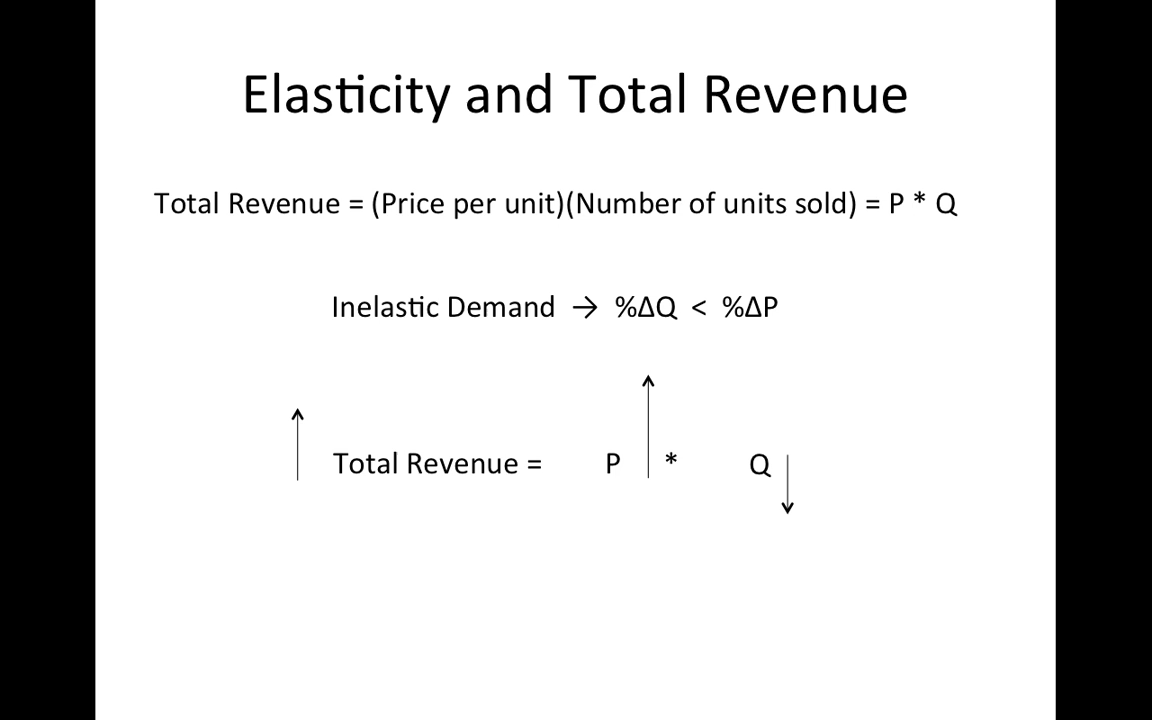 Elasticity and Total Revenue
Total Revenue = (Price per unit)(Number of units sold) = P * Q
Inelastic Demand → %ΔQ < %ΔP
Total Revenue = P * Q